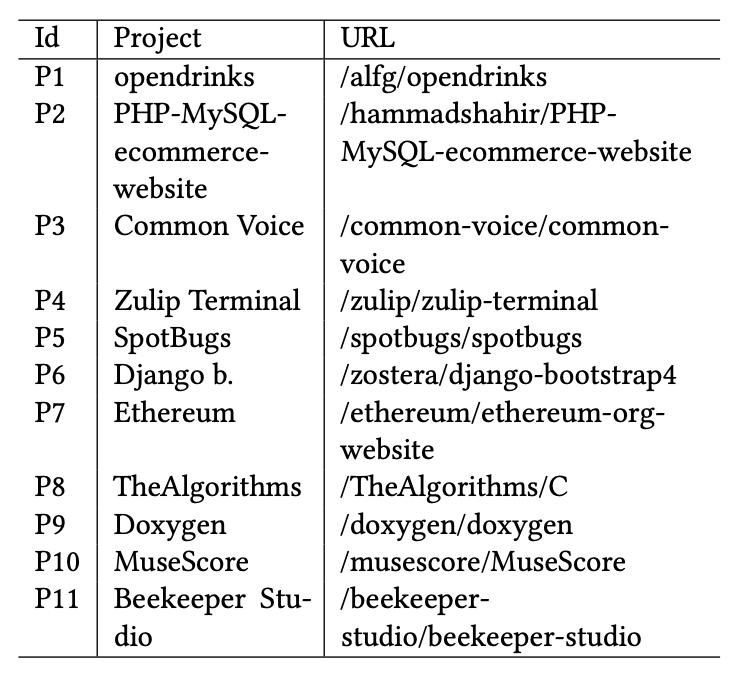 Id Project URL
P1 opendrinks /alfg/opendrinks
P2 PHP-MySQL- /hammadshahir/PHP-
ecommerce- MySQL-ecommerce-website
website
P3 Common Voice /common-voice/common-
voice
P4 Zulip Terminal /zulip/zulip-terminal
P5 SpotBugs /spotbugs/spotbugs
P6 Django b. /zostera/django-bootstrap4
P7 Ethereum /ethereum/ethereum-org-
website
P8 TheAlgorithms /TheAlgorithms/C
P9 Doxygen /doxygen/doxygen
P10 MuseScore /musescore/MuseScore
P11 Beekeeper Stu- /beekeeper-
dio studio/beekeeper-studio